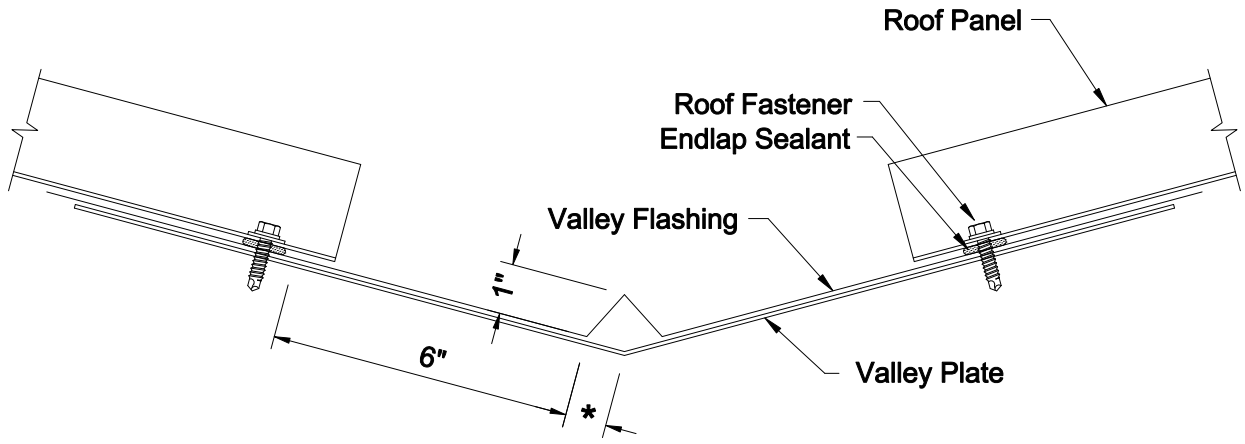 Roof Panel
Roof Fastener
Endlap Sealant
Valley Flashing
1"
6"
*
Valley Plate